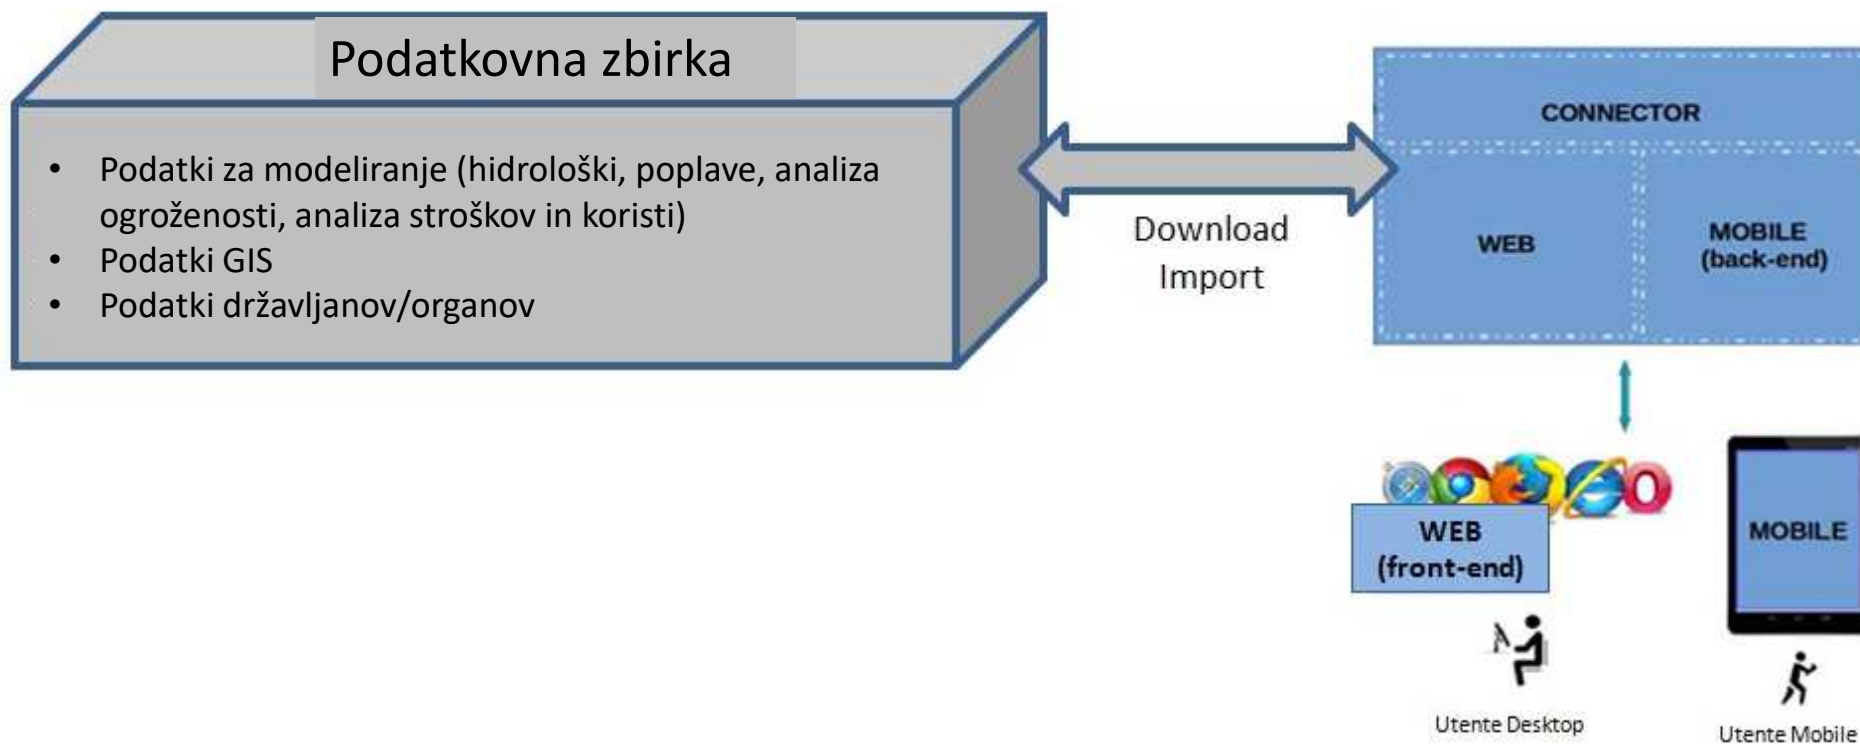 Podatkovna zbirka
• Podatki za modeliranje (hidrološki, poplave, analiza
ogroženosti, analiza stroškov in koristi)
• Podatki GIS
• Podatki državljanov/organov
Download
Import
CONNECTOR
WEB
MOBILE
(back-end)
WEB
(front-end)
MOBILE
Utente Desktop
Utente Mobile